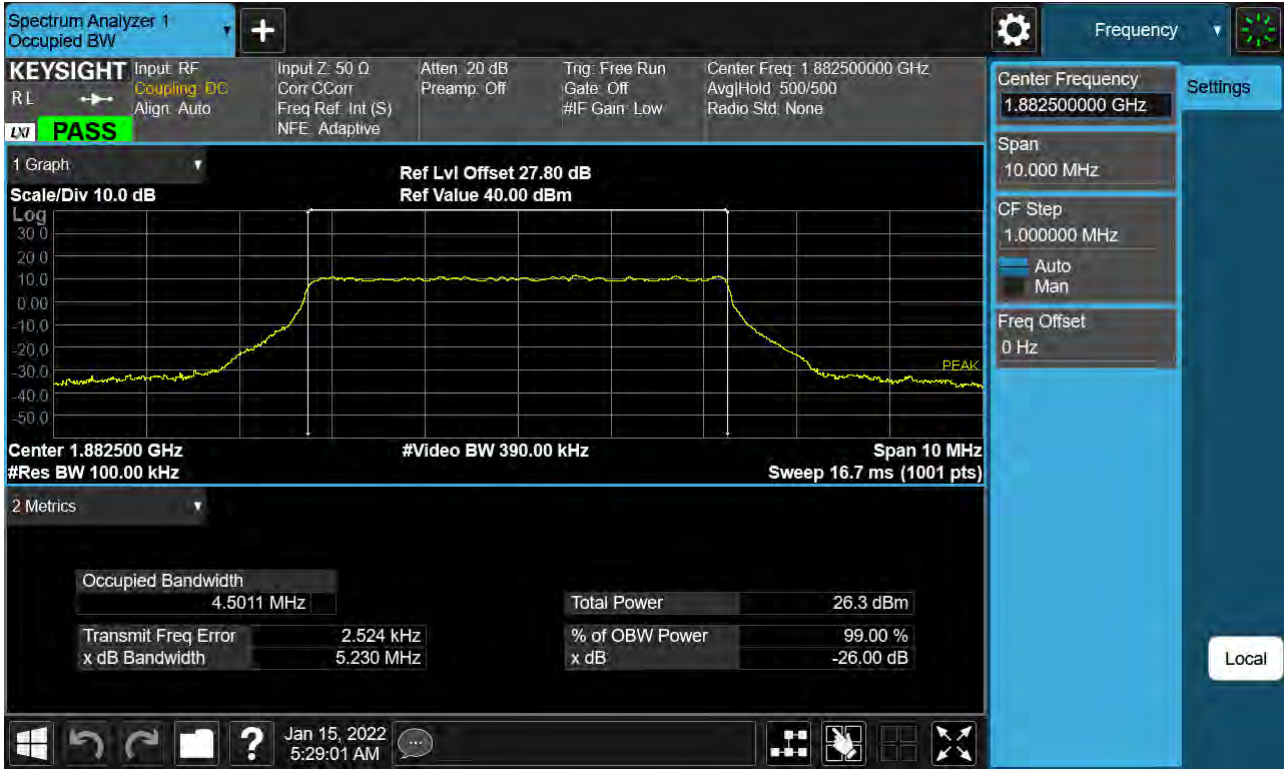 Spectrum Analyzer 1
Occupied BW
Frequency
KEYSIGHT
RL
LXI
PASS
Input: RF
Coupling: DC
Align: Auto
Input Z: 50 Ω
Corr CCorr
Freq Ref: Int (S)
NFE: Adaptive
Atten: 20 dB
Preamp: Off
Trig: Free Run
Gate: Off
#IF Gain: Low
Center Freq: 1.882500000 GHz
Avg|Hold: 500/500
Radio Std: None
1 Graph
Ref Lvl Offset 27.80 dB
Scale/Div 10.0 dB
Ref Value 40.00 dBm
Log
30.0
20.0
10.0
0.00
-10.0
-20.0
-30.0
-40.0
-50.0
PEAK
Center 1.882500 GHz
#Video BW 390.00 kHz
Span 10 MHz
#Res BW 100.00 kHz
Sweep 16.7 ms (1001 pts)
2 Metrics
Occupied Bandwidth
4.5011 MHz
Total Power 26.3 dBm
Transmit Freq Error 2.524 kHz
% of OBW Power 99.00 %
x dB Bandwidth 5.230 MHz
x dB -26.00 dB
Center Frequency
1.882500000 GHz
Settings
Span
10.000 MHz
CF Step
1.000000 MHz
Auto
Man
Freq Offset
0 Hz
Local
?
Jan 15, 2022
5:29:01 AM